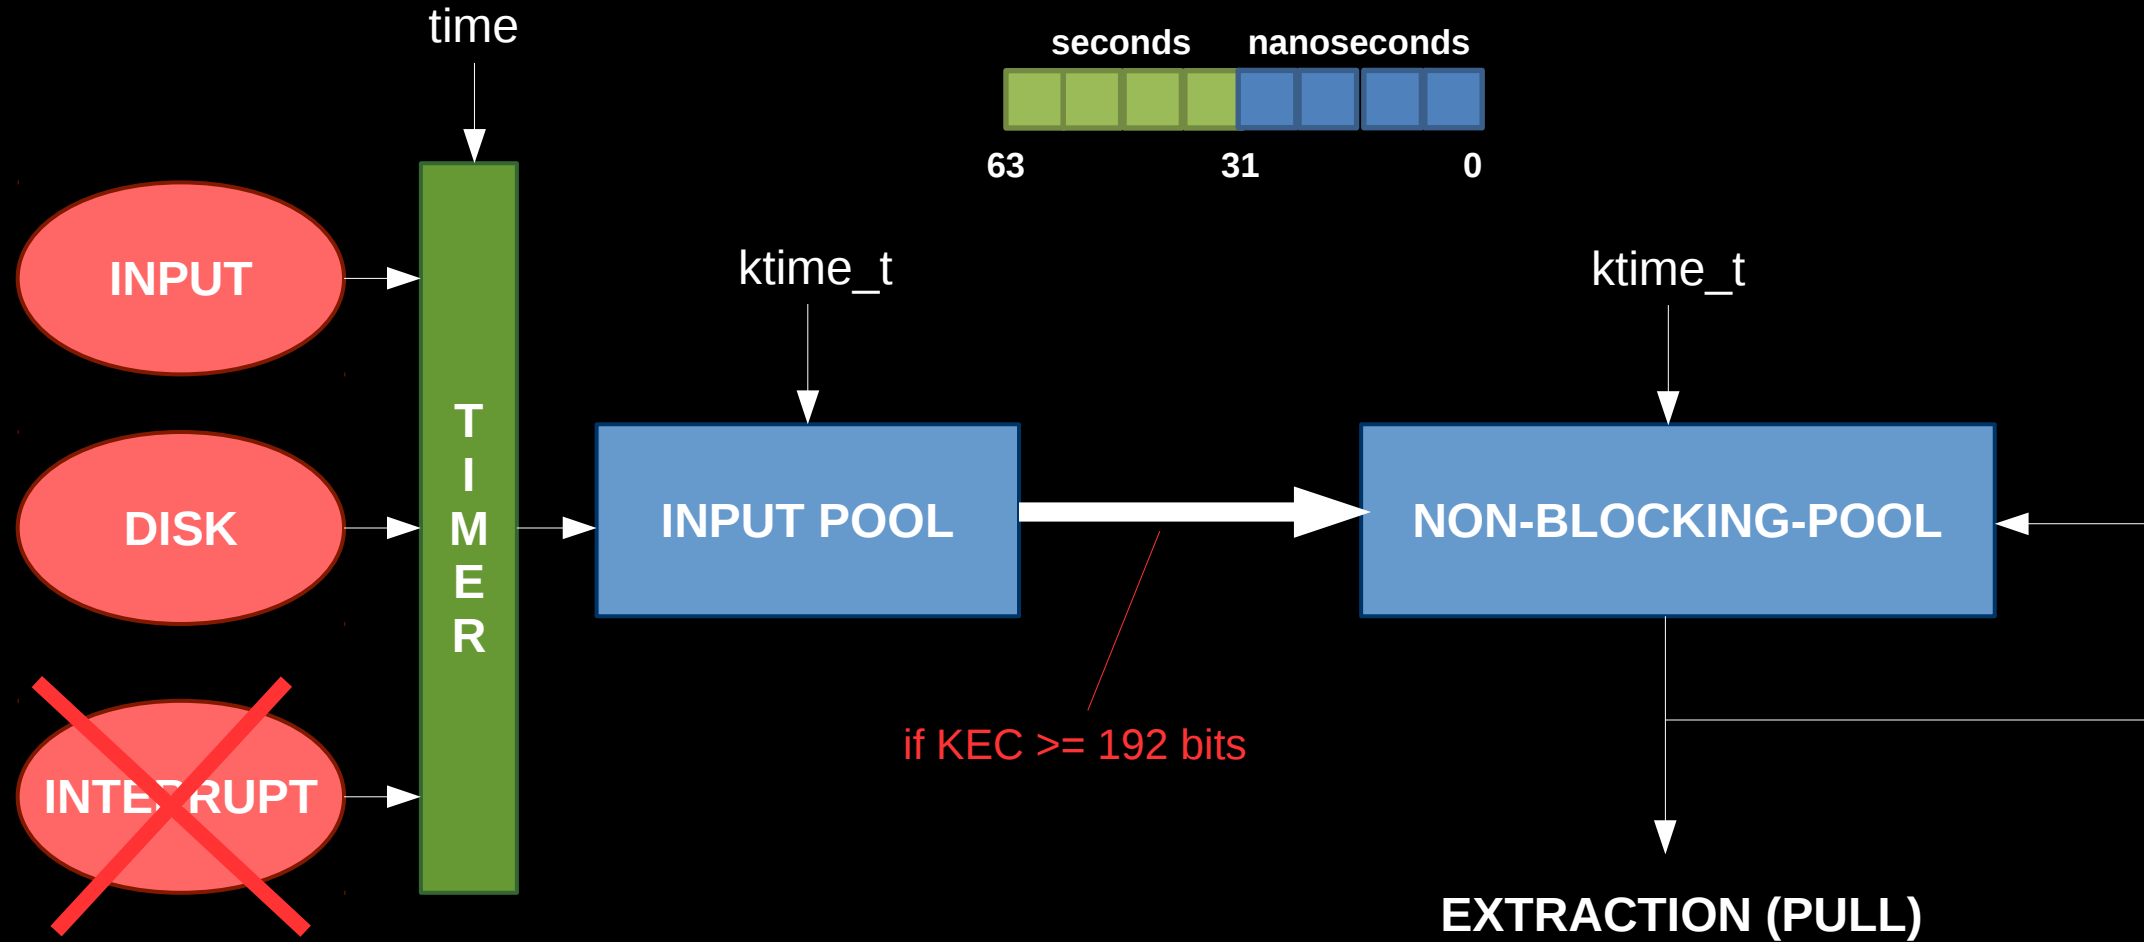 time
seconds nanoseconds
63 31 0
ktime_t
ktime_t
INPUT
DISK
INTERRUPT
T
I
M
E
R
INPUT POOL
NON-BLOCKING-POOL
if KEC >= 192 bits
EXTRACTION (PULL)